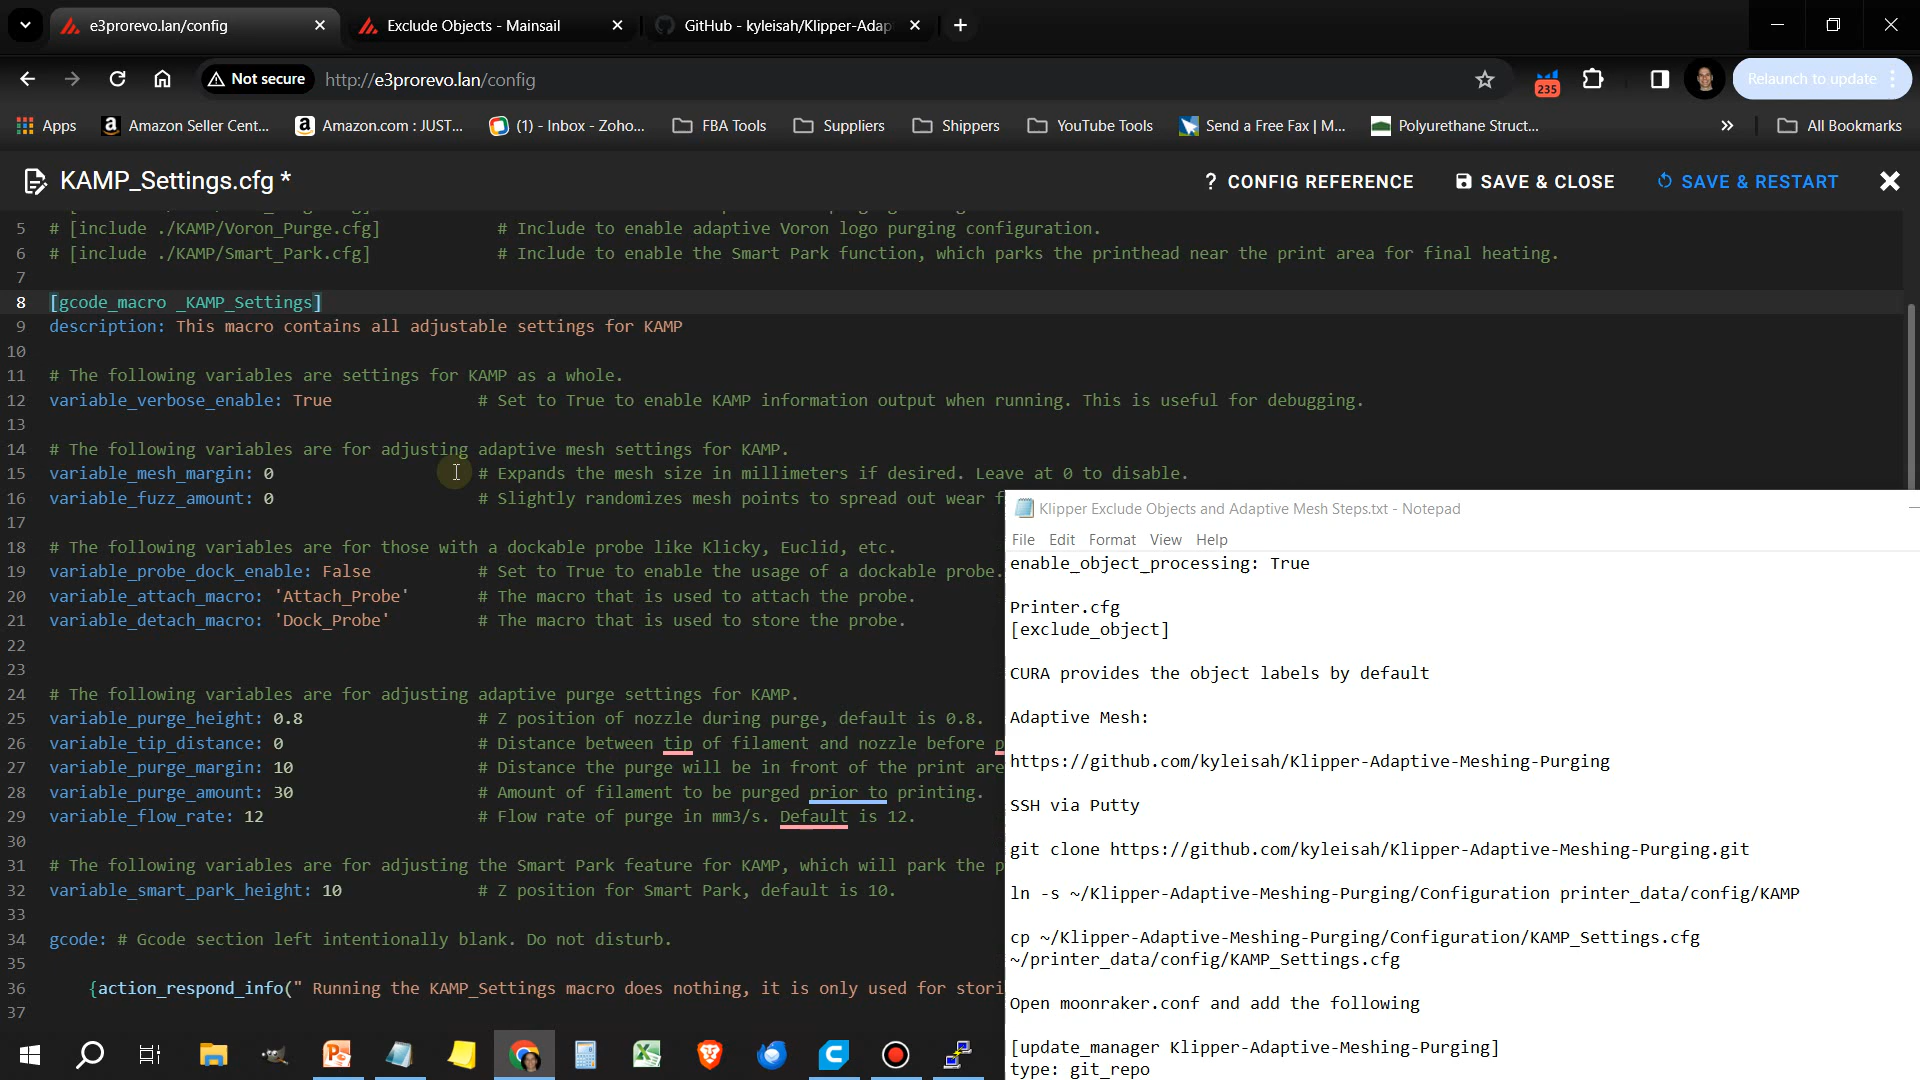 e3prorevo.lan/config
Exclude Objects - Mainsail
GitHub - kyleisah/Klipper-Adap
Not secure
http://e3prorevo.lan/config
235
Relaunch to update
Apps
Amazon Seller Cent...
Amazon.com : JUST...
(1) - Inbox - Zoho...
FBA Tools
Suppliers
Shippers
YouTube Tools
Send a Free Fax | M...
Polyurethane Struct...
All Bookmarks
KAMP_Settings.cfg *
? CONFIG REFERENCE
SAVE & CLOSE
SAVE & RESTART
5 # [include ./KAMP/Voron_Purge.cfg] # Include to enable adaptive Voron logo purging configuration.
6 # [include ./KAMP/Smart_Park.cfg] # Include to enable the Smart Park function, which parks the printhead near the print area for final heating.
7
8 [gcode_macro _KAMP_Settings]
9 description: This macro contains all adjustable settings for KAMP
10
11 # The following variables are settings for KAMP as a whole.
12 variable_verbose_enable: True # Set to True to enable KAMP information output when running. This is useful for debugging.
13
14 # The following variables are for adjusting adaptive mesh settings for KAMP.
15 variable_mesh_margin: 0 # Expands the mesh size in millimeters if desired. Leave at 0 to disable.
16 variable_fuzz_amount: 0 # Slightly randomizes mesh points to spread out wear f
17
18 # The following variables are for those with a dockable probe like Klicky, Euclid, etc.
19 variable_probe_dock_enable: False # Set to True to enable the usage of a dockable probe.
20 variable_attach_macro: 'Attach_Probe' # The macro that is used to attach the probe.
21 variable_detach_macro: 'Dock_Probe' # The macro that is used to store the probe.
22
23
24 # The following variables are for adjusting adaptive purge settings for KAMP.
25 variable_purge_height: 0.8 # Z position of nozzle during purge, default is 0.8.
26 variable_tip_distance: 0 # Distance between tip of filament and nozzle before p
27 variable_purge_margin: 10 # Distance the purge will be in front of the print are
28 variable_purge_amount: 30 # Amount of filament to be purged prior to printing.
29 variable_flow_rate: 12 # Flow rate of purge in mm3/s. Default is 12.
30
31 # The following variables are for adjusting the Smart Park feature for KAMP, which will park the p
32 variable_smart_park_height: 10 # Z position for Smart Park, default is 10.
33
34 gcode: # Gcode section left intentionally blank. Do not disturb.
35
36 {action_respond_info(" Running the KAMP_Settings macro does nothing, it is only used for stori
37
Klipper Exclude Objects and Adaptive Mesh Steps.txt - Notepad
File Edit Format View Help
enable_object_processing: True
Printer.cfg
[exclude_object]
CURA provides the object labels by default
Adaptive Mesh:
https://github.com/kyleisah/Klipper-Adaptive-Meshing-Purging
SSH via Putty
git clone https://github.com/kyleisah/Klipper-Adaptive-Meshing-Purging.git
ln -s ~/Klipper-Adaptive-Meshing-Purging/Configuration printer_data/config/KAMP
cp ~/Klipper-Adaptive-Meshing-Purging/Configuration/KAMP_Settings.cfg
~/printer_data/config/KAMP_Settings.cfg
Open moonraker.conf and add the following
[update_manager Klipper-Adaptive-Meshing-Purging]
type: git_repo